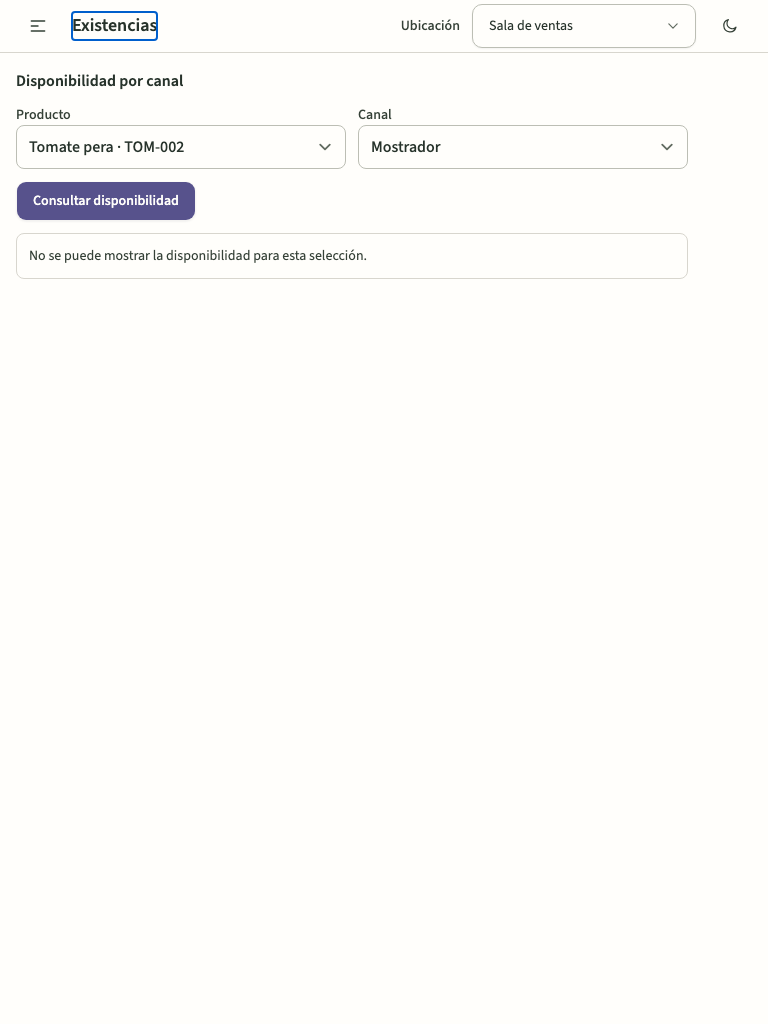 Existencias
Ubicación
Sala de ventas
Disponibilidad por canal
Producto
Canal
Tomate pera · TOM-002
Mostrador
Consultar disponibilidad
No se puede mostrar la disponibilidad para esta selección.